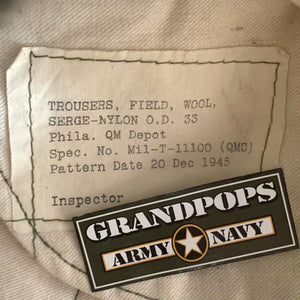 TROUSERS, FIELD, WOOL,
SERGE-NYLON O.D. 33
Phila. QM Depot
Spec. No. Mil-T-11100 (QMC)
Pattern Date 20 Dec 1945
Inspector
GRANDPOPS
ARMY NAVY